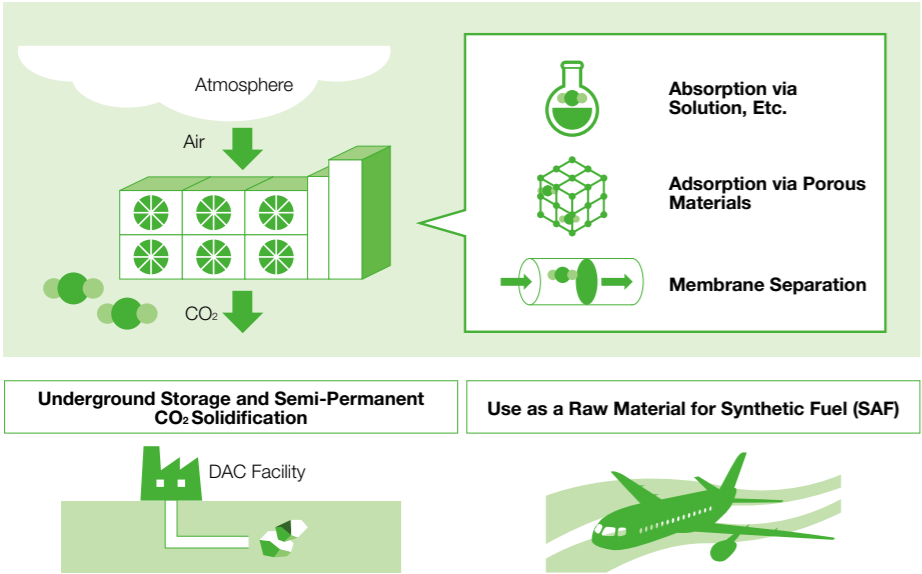 Atmosphere
Air
CO₂
Absorption via
Solution, Etc.
Adsorption via Porous
Materials
Membrane Separation
Underground Storage and Semi-Permanent
CO₂ Solidification
DAC Facility
Use as a Raw Material for Synthetic Fuel (SAF)